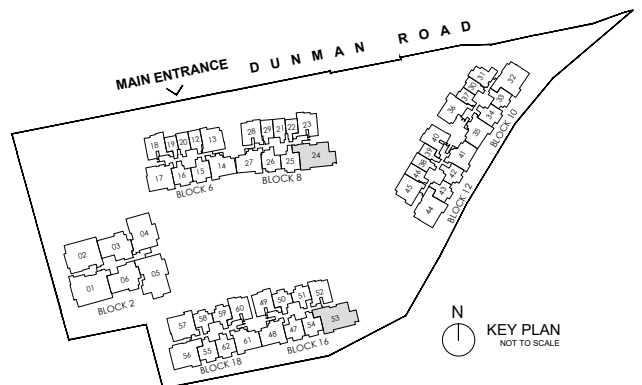 DUNMAN ROAD
MAIN ENTRANCE
18 19 20 12 13
28 29 21 22 23
17 16 15 14 27 26 25 24
BLOCK 6
BLOCK 8
31 32
30
37 33
36 34
35
BLOCK 10
40
39 41
38
46 42
45 43
44
BLOCK 12
02 03 04
01 06 05
BLOCK 2
57 58 59 60 49 50 51 52
56 55 62 61 48 47 54 53
BLOCK 18
BLOCK 16
N
KEY PLAN
NOT TO SCALE